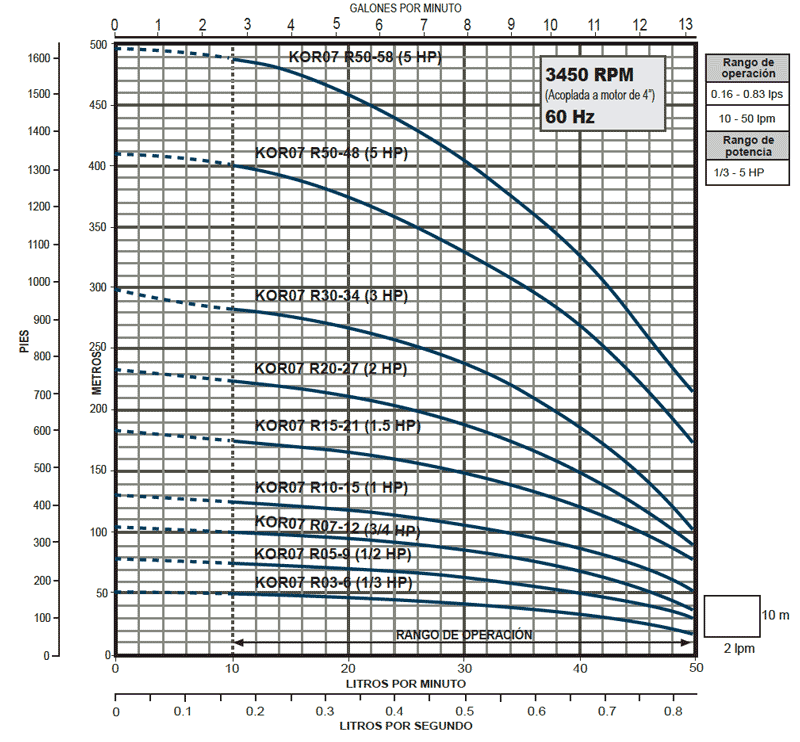 GALONES POR MINUTO
0 1 2 3 4 5 6 7 8 9 10 11 12 13
KOR07 R50-58 (5 HP)
3450 RPM
(Acoplada a motor de 4")
60 Hz
Rango de
operación
0.16 - 0.83 lps
10 - 50 lpm
Rango de
potencia
1/3 - 5 HP
KOR07 R50-48 (5 HP)
KOR07 R30-34 (3 HP)
KOR07 R20-27 (2 HP)
KOR07 R15-21 (1.5 HP)
KOR07 R10-15 (1 HP)
KOR07 R07-12 (3/4 HP)
KOR07 R05-9 (1/2 HP)
KOR07 R03-6 (1/3 HP)
RANGO DE OPERACIÓN
PIES
1600
1500
1400
1300
1200
1100
1000
900
800
700
600
500
400
300
200
100
0
METROS
500
450
400
350
300
250
200
150
100
50
0
10 m
2 lpm
0 10 20 30 40 50
LITROS POR MINUTO
0 0.1 0.2 0.3 0.4 0.5 0.6 0.7 0.8
LITROS POR SEGUNDO